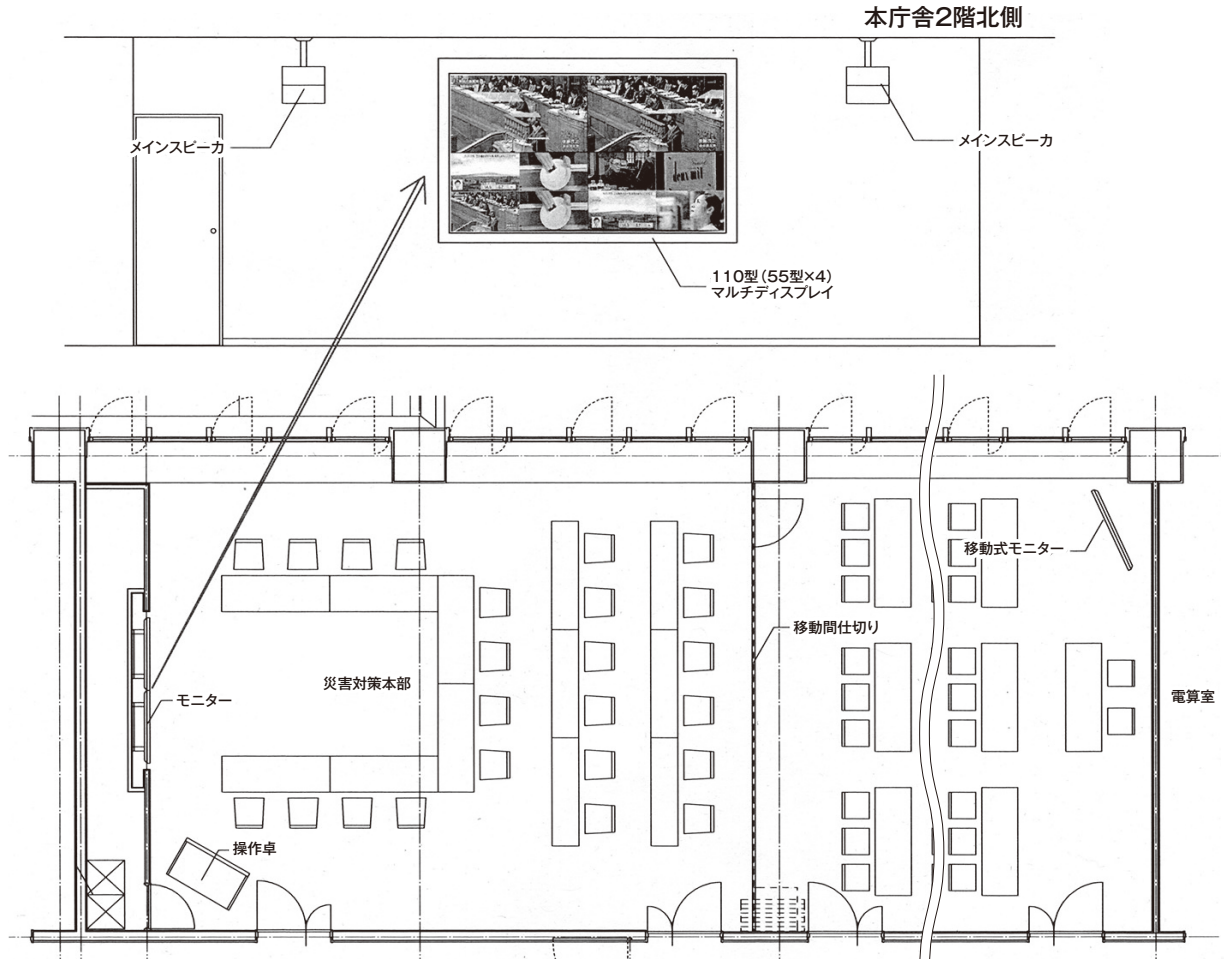 本庁舎2階北側
メインスピーカ
メインスピーカ
110型（55型×4）
マルチディスプレイ
移動式モニター
移動間仕切り
災害対策本部
モニター
電算室
操作卓